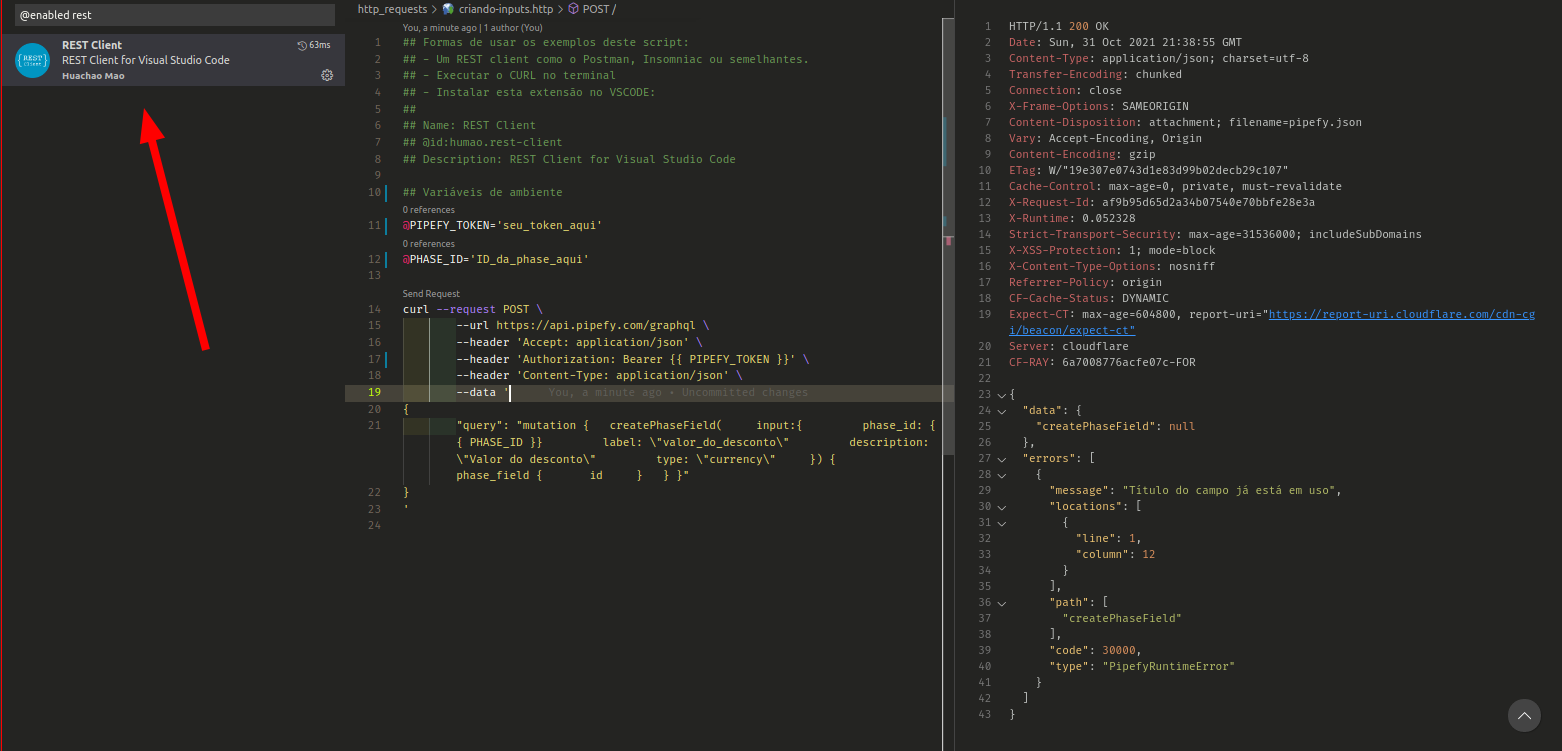 @enabled rest
REST Client
63ms
REST Client for Visual Studio Code
Huachao Mao
http_requests > criando-inputs.http > POST /
You, a minute ago | 1 author (You)
1 ## Formas de usar os exemplos deste script:
2 ## - Um REST client como o Postman, Insomniac ou semelhantes.
3 ## - Executar o CURL no terminal
4 ## - Instalar esta extensão no VSCODE:
5 ##
6 ## Name: REST Client
7 ## @id:humao.rest-client
8 ## Description: REST Client for Visual Studio Code
9
10 ## Variáveis de ambiente
0 references
11 @PIPEFY_TOKEN='seu_token_aqui'
0 references
12 @PHASE_ID='ID_da_phase_aqui'
13
Send Request
14 curl --request POST \
15 --url https://api.pipefy.com/graphql \
16 --header 'Accept: application/json' \
17 --header 'Authorization: Bearer {{ PIPEFY_TOKEN }}' \
18 --header 'Content-Type: application/json' \
19 --data ' You, a minute ago • Uncommitted changes
20 {
21 "query": "mutation { createPhaseField( input:{ phase_id: {
{ PHASE_ID }} label: \"valor_do_desconto\" description:
\"Valor do desconto\" type: \"currency\" }) {
phase_field { id } } }"
22 }
23 '
24
1 HTTP/1.1 200 OK
2 Date: Sun, 31 Oct 2021 21:38:55 GMT
3 Content-Type: application/json; charset=utf-8
4 Transfer-Encoding: chunked
5 Connection: close
6 X-Frame-Options: SAMEORIGIN
7 Content-Disposition: attachment; filename=pipefy.json
8 Vary: Accept-Encoding, Origin
9 Content-Encoding: gzip
10 ETag: W/"19e307e0743d1e83d99b02decb29c107"
11 Cache-Control: max-age=0, private, must-revalidate
12 X-Request-Id: af9b95d65d2a34b07540e70bbfe28e3a
13 X-Runtime: 0.052328
14 Strict-Transport-Security: max-age=31536000; includeSubDomains
15 X-XSS-Protection: 1; mode=block
16 X-Content-Type-Options: nosniff
17 Referrer-Policy: origin
18 CF-Cache-Status: DYNAMIC
19 Expect-CT: max-age=604800, report-uri="https://report-uri.cloudflare.com/cdn-cg
i/beacon/expect-ct"
20 Server: cloudflare
21 CF-RAY: 6a7008776acfe07c-FOR
22
23 {
24 "data": {
25 "createPhaseField": null
26 },
27 "errors": [
28 {
29 "message": "Título do campo já está em uso",
30 "locations": [
31 {
32 "line": 1,
33 "column": 12
34 }
35 ],
36 "path": [
37 "createPhaseField"
38 ],
39 "code": 30000,
40 "type": "PipefyRuntimeError"
41 }
42 ]
43 }